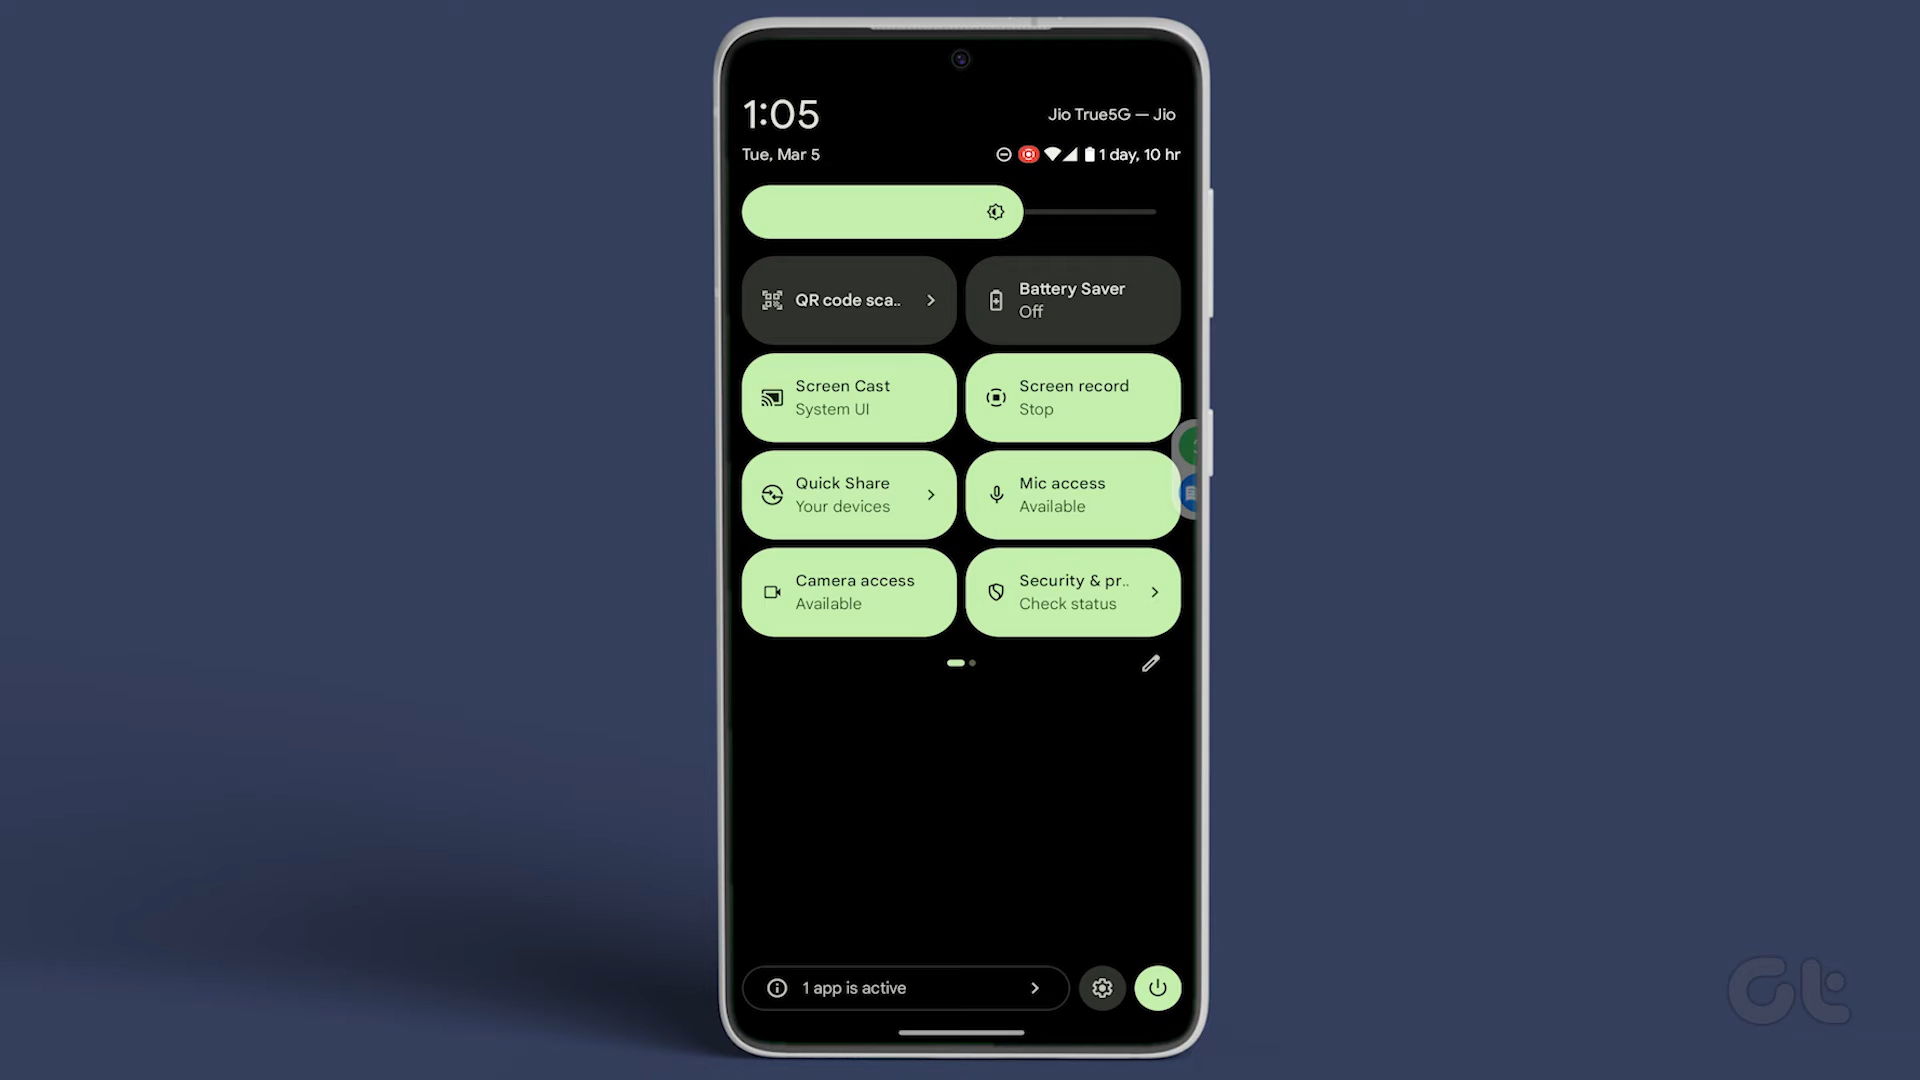 1:05
Jio True5G — Jio
Tue, Mar 5
1 day, 10 hr
QR code sca..
Battery Saver
Off
Screen Cast
System UI
Screen record
Stop
Quick Share
Your devices
Mic access
Available
Camera access
Available
Security & pr..
Check status
1 app is active
Gt